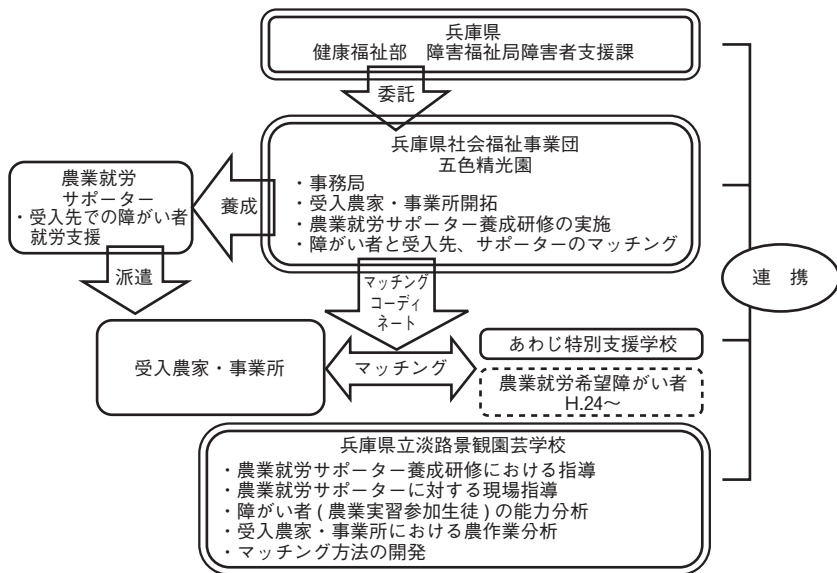 兵庫県
健康福祉部　障害福祉局障害者支援課
委託
兵庫県社会福祉事業団
五色精光園
・事務局
・受入農家・事業所開拓
・農業就労サポーター養成研修の実施
・障がい者と受入先、サポーターのマッチング
養成
農業就労
サポーター
・受入先での障がい者
就労支援
派遣
マッチング
コーディ
ネート
連　携
受入農家・事業所
マッチング
あわじ特別支援学校
農業就労希望障がい者
H.24～
兵庫県立淡路景観園芸学校
・農業就労サポーター養成研修における指導
・農業就労サポーターに対する現場指導
・障がい者(農業実習参加生徒)の能力分析
・受入農家・事業所における農作業分析
・マッチング方法の開発